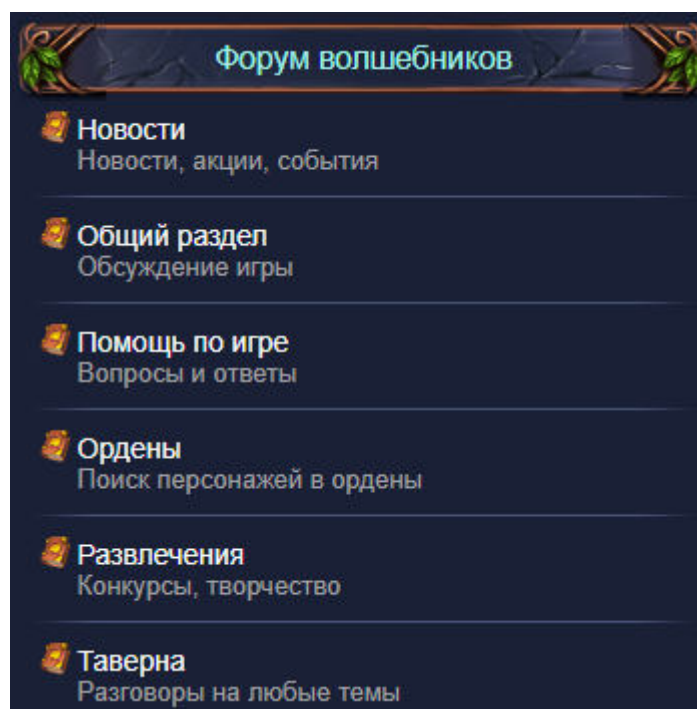 Форум волшебников
Новости
Новости, акции, события
Общий раздел
Обсуждение игры
Помощь по игре
Вопросы и ответы
Ордены
Поиск персонажей в ордены
Развлечения
Конкурсы, творчество
Таверна
Разговоры на любые темы